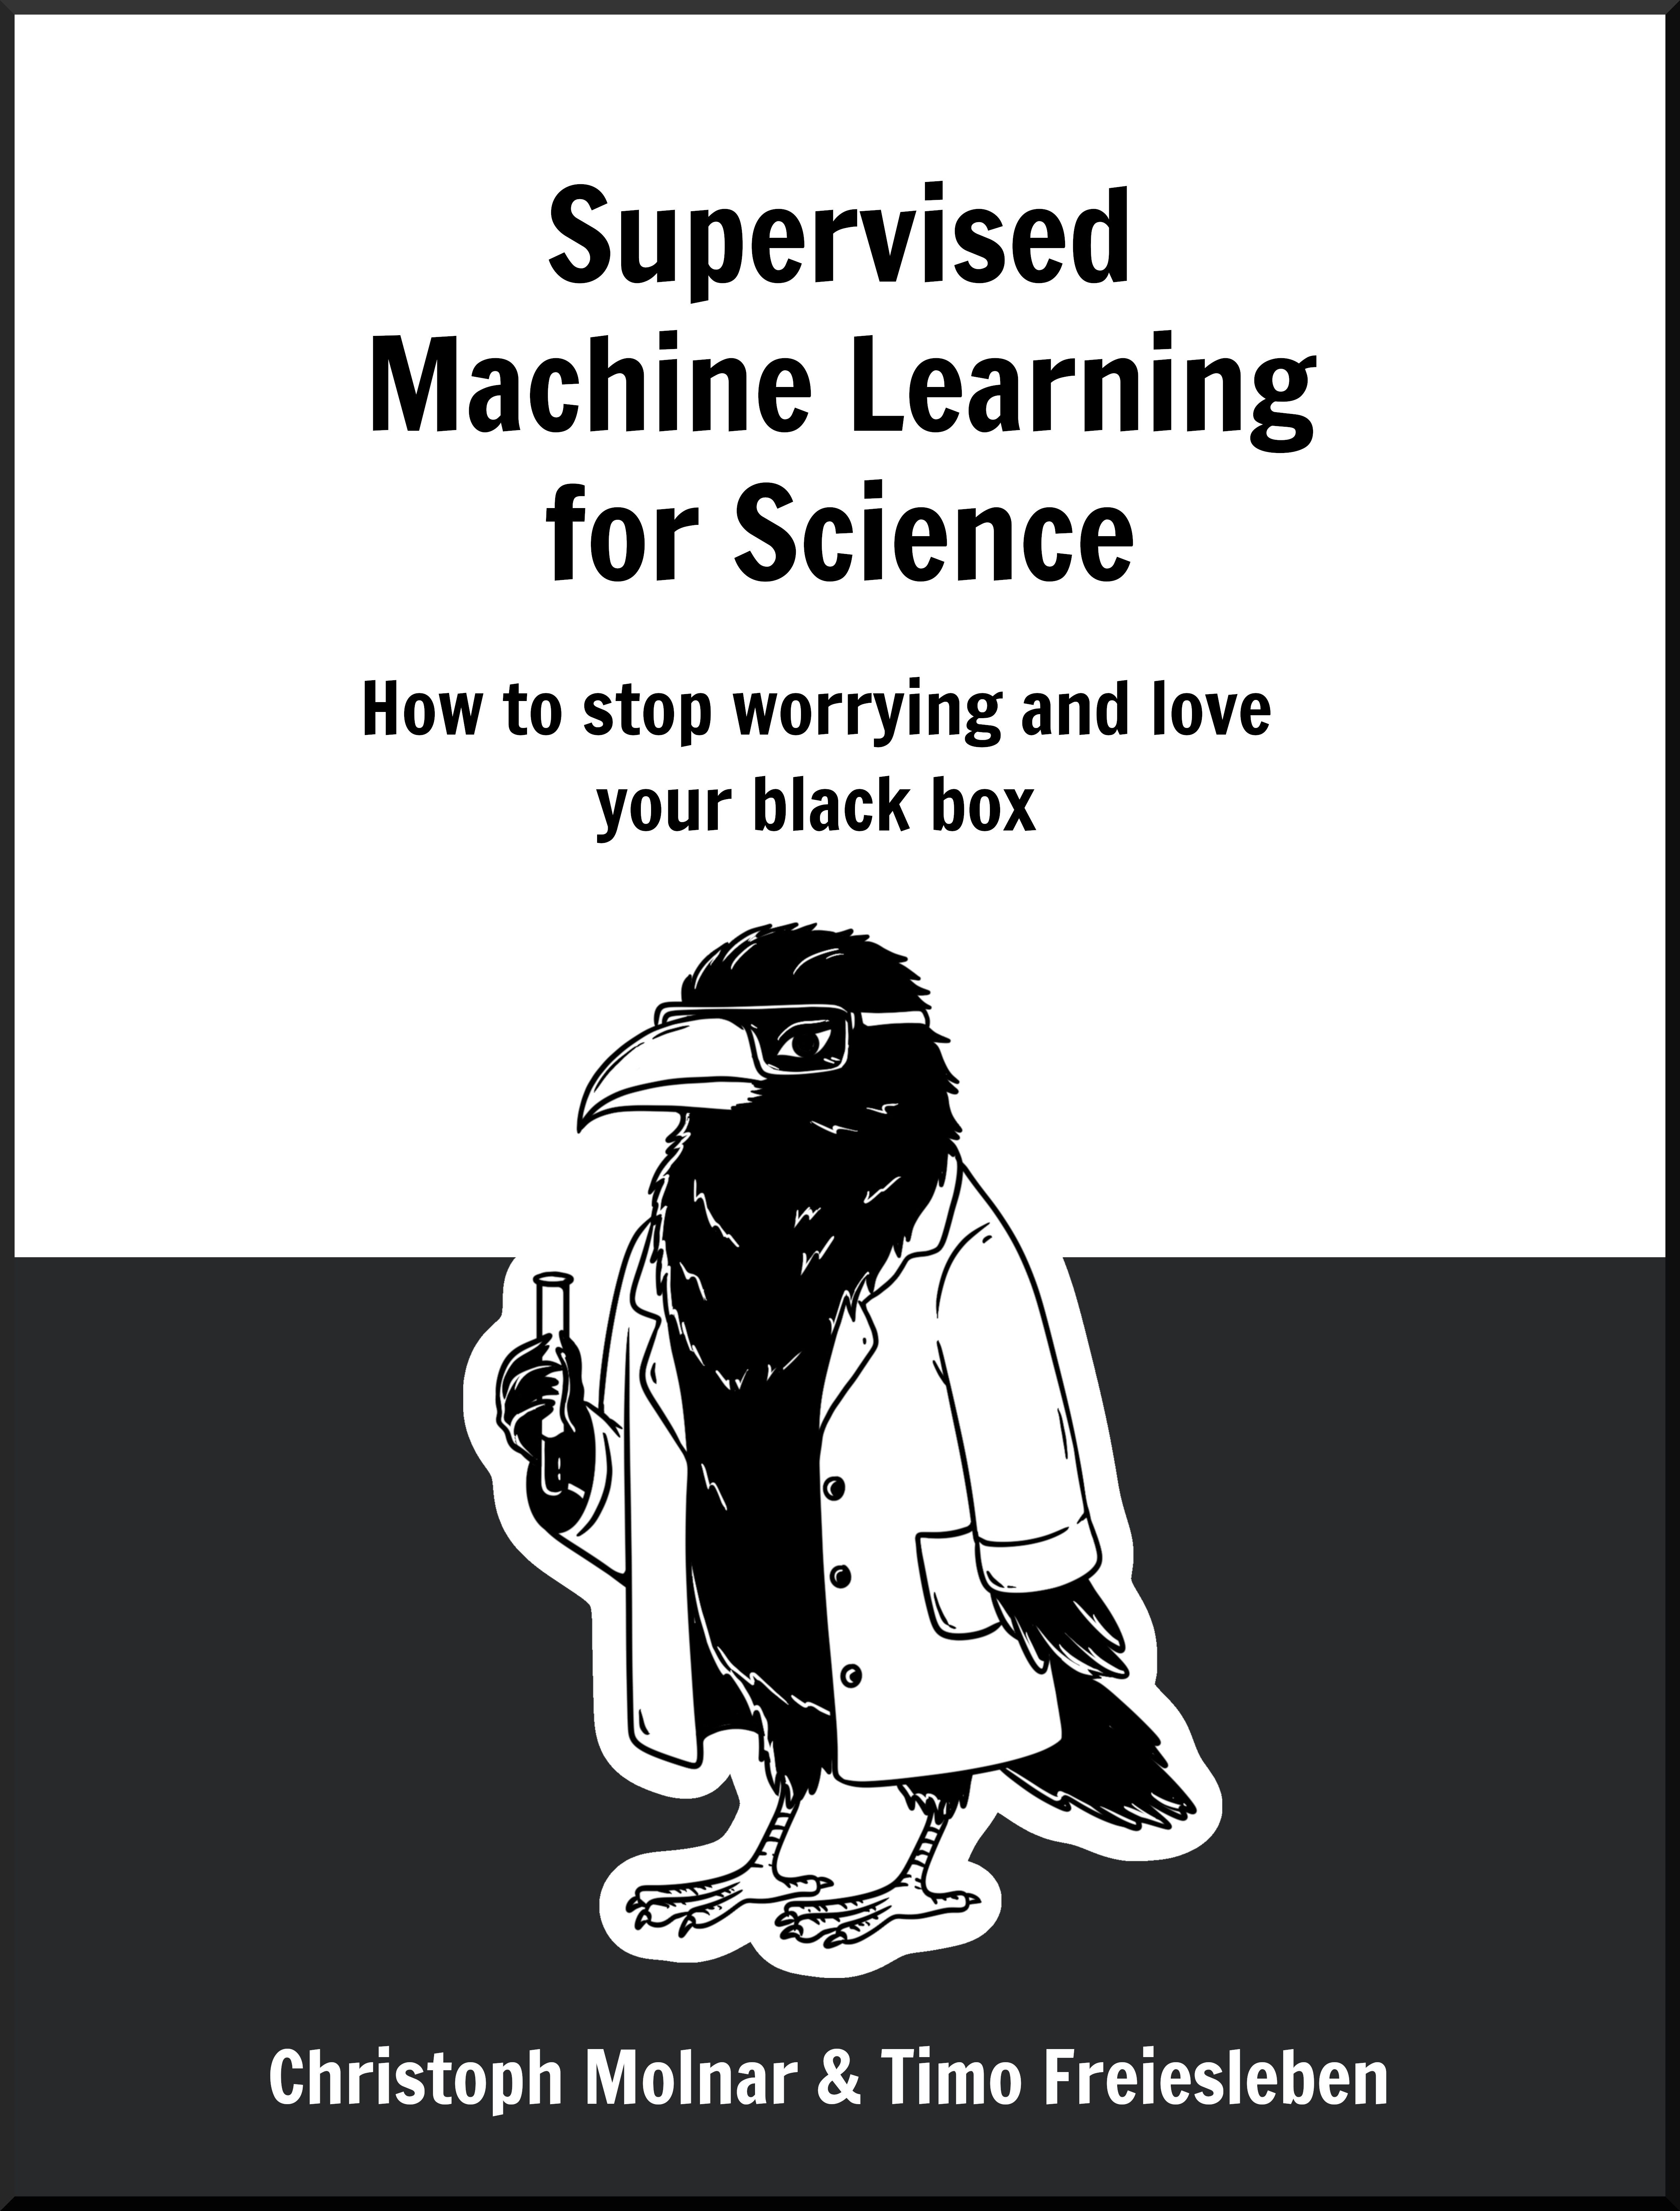 Supervised
Machine Learning
for Science
How to stop worrying and love
your black box
Christoph Molnar & Timo Freiesleben